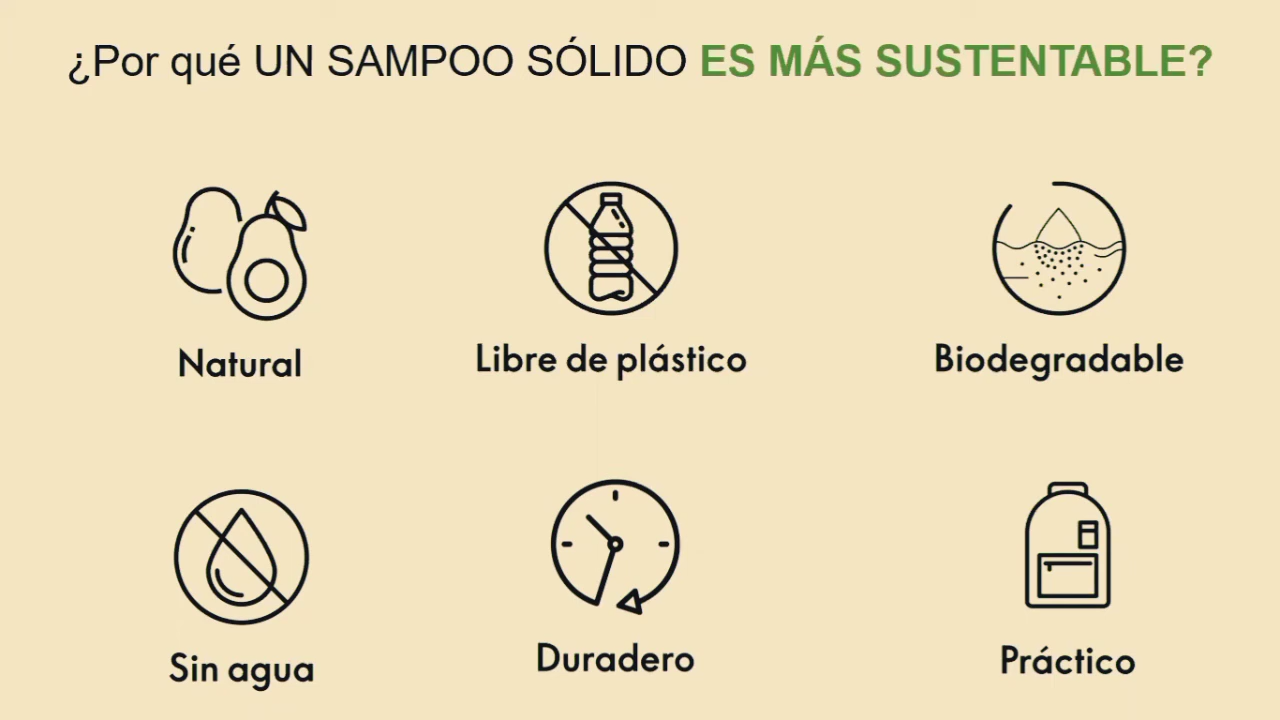 ¿Por qué UN SAMPOO SÓLIDO ES MÁS SUSTENTABLE?
Natural
Libre de plástico
Biodegradable
Sin agua
Duradero
Práctico